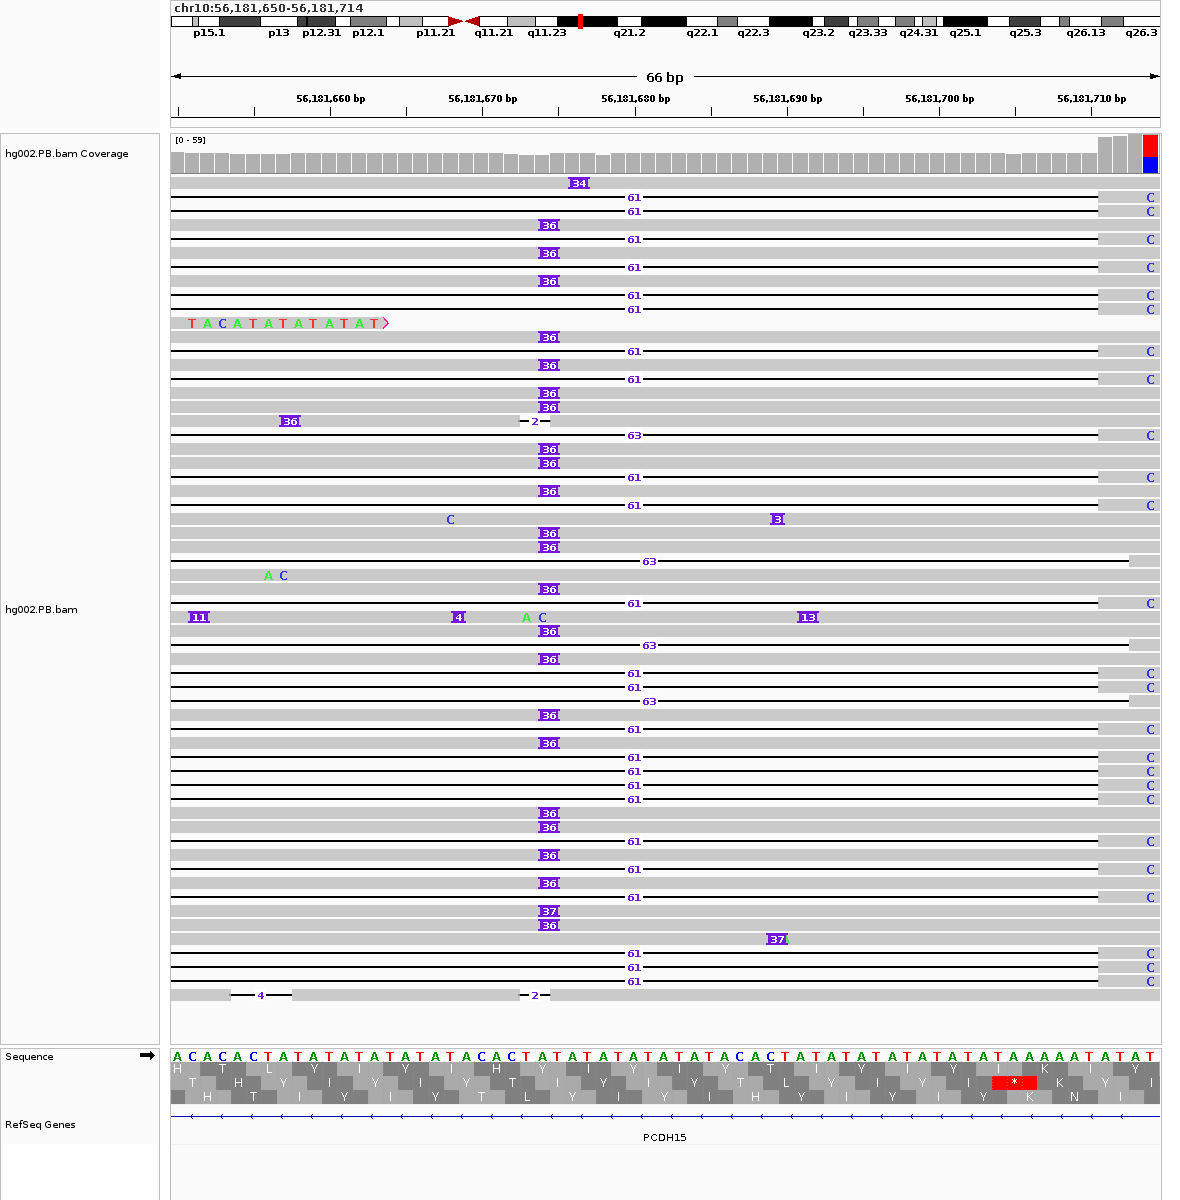 chr10:56,181,650-56,181,714
p15.1 p13 p12.31 p12.1 p11.21 q11.21 q11.23 q21.2 q22.1 q22.3 q23.2 q23.33 q24.31 q25.1 q25.3 q26.13 q26.3
66 bp
56,181,660 bp 56,181,670 bp 56,181,680 bp 56,181,690 bp 56,181,700 bp 56,181,710 bp
[0 - 59]
hg002.PB.bam Coverage
34
61 C
61 C
36
61 C
36
61 C
36
61 C
61 C
T A C A T A T A T A T A T
36
61 C
36
61 C
36
36
36 2
63 C
36
36
61 C
36
61 C
C 3
36
36
63
A C
36
61 C
hg002.PB.bam
11 4 A C 13
36
63
36
61 C
61 C
63
36
61 C
36
61 C
61 C
61 C
61 C
36
36
61 C
36
61 C
36
61 C
37
36
37
61 C
61 C
61 C
4 2
Sequence A C A C A C T A T A T A T A T A T A T A C A C T A T A T A T A T A T A T A C A C T A T A T A T A T A T A T A T A A A A A T A T A T
H T L Y I Y I H Y I Y I Y T I Y I Y I K I Y
T H Y I Y I Y T I Y I Y T L Y I Y I * K Y I
H T I Y I Y T L Y I Y I H Y I Y I Y K N I
RefSeq Genes
PCDH15